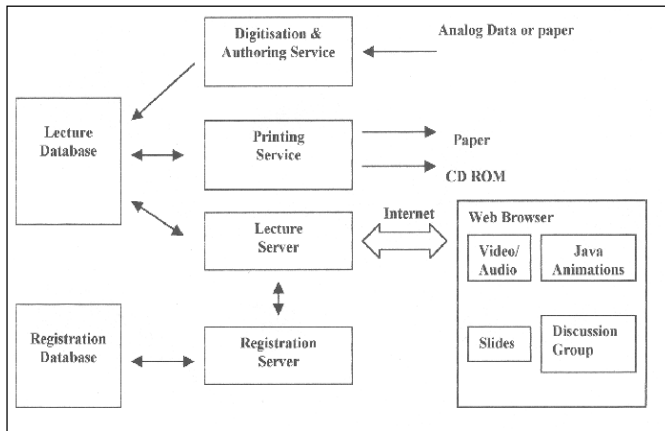 Digitisation &
Authoring Service
Analog Data or paper
Lecture
Database
Printing
Service
Paper
CD ROM
Lecture
Server
Internet
Web Browser
Video/
Audio
Java
Animations
Slides
Discussion
Group
Registration
Database
Registration
Server